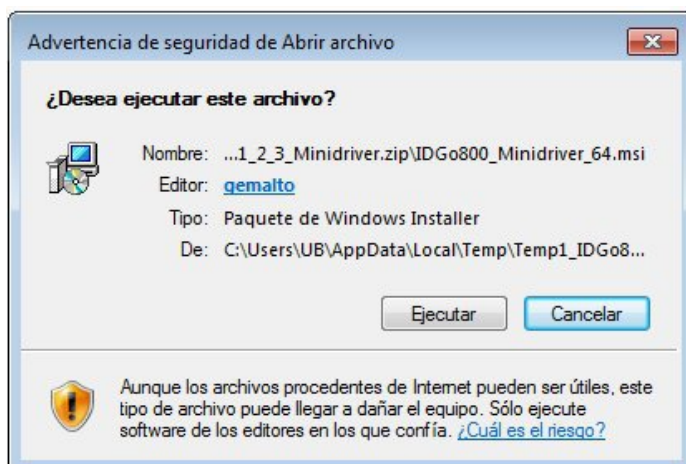 Advertencia de seguridad de Abrir archivo
¿Desea ejecutar este archivo?
Nombre: ...1_2_3_Minidriver.zip\IDGo800_Minidriver_64.msi
Editor: gemalto
Tipo: Paquete de Windows Installer
De: C:\Users\UB\AppData\Local\Temp\Temp1_IDGo8...
Ejecutar Cancelar
Aunque los archivos procedentes de Internet pueden ser útiles, este
tipo de archivo puede llegar a dañar el equipo. Sólo ejecute
software de los editores en los que confía. ¿Cuál es el riesgo?